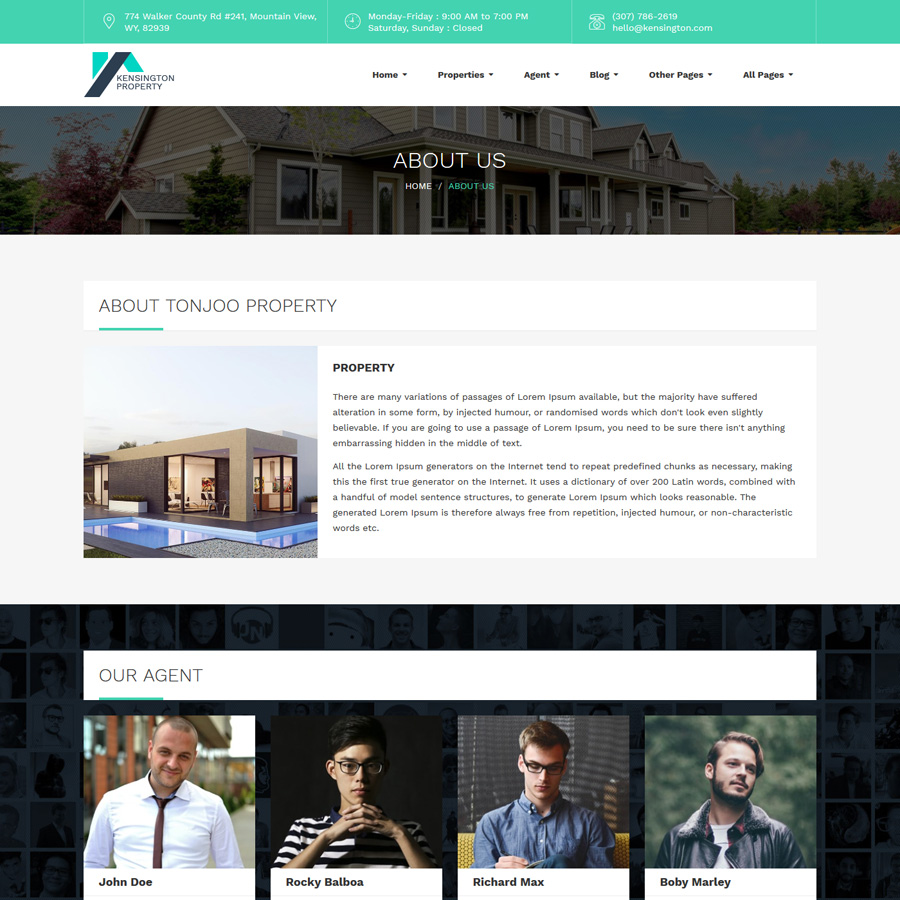 774 Walker County Rd #241, Mountain View,
WY, 82939
Monday-Friday : 9:00 AM to 7:00 PM
Saturday, Sunday : Closed
(307) 786-2619
hello@kensington.com
KENSINGTON
PROPERTY
Home Properties Agent Blog Other Pages All Pages
ABOUT US
HOME / ABOUT US
ABOUT TONJOO PROPERTY
PROPERTY
There are many variations of passages of Lorem Ipsum available, but the majority have suffered
alteration in some form, by injected humour, or randomised words which don't look even slightly
believable. If you are going to use a passage of Lorem Ipsum, you need to be sure there isn't anything
embarrassing hidden in the middle of text.
All the Lorem Ipsum generators on the Internet tend to repeat predefined chunks as necessary, making
this the first true generator on the Internet. It uses a dictionary of over 200 Latin words, combined with
a handful of model sentence structures, to generate Lorem Ipsum which looks reasonable. The
generated Lorem Ipsum is therefore always free from repetition, injected humour, or non-characteristic
words etc.
OUR AGENT
John Doe Rocky Balboa Richard Max Boby Marley